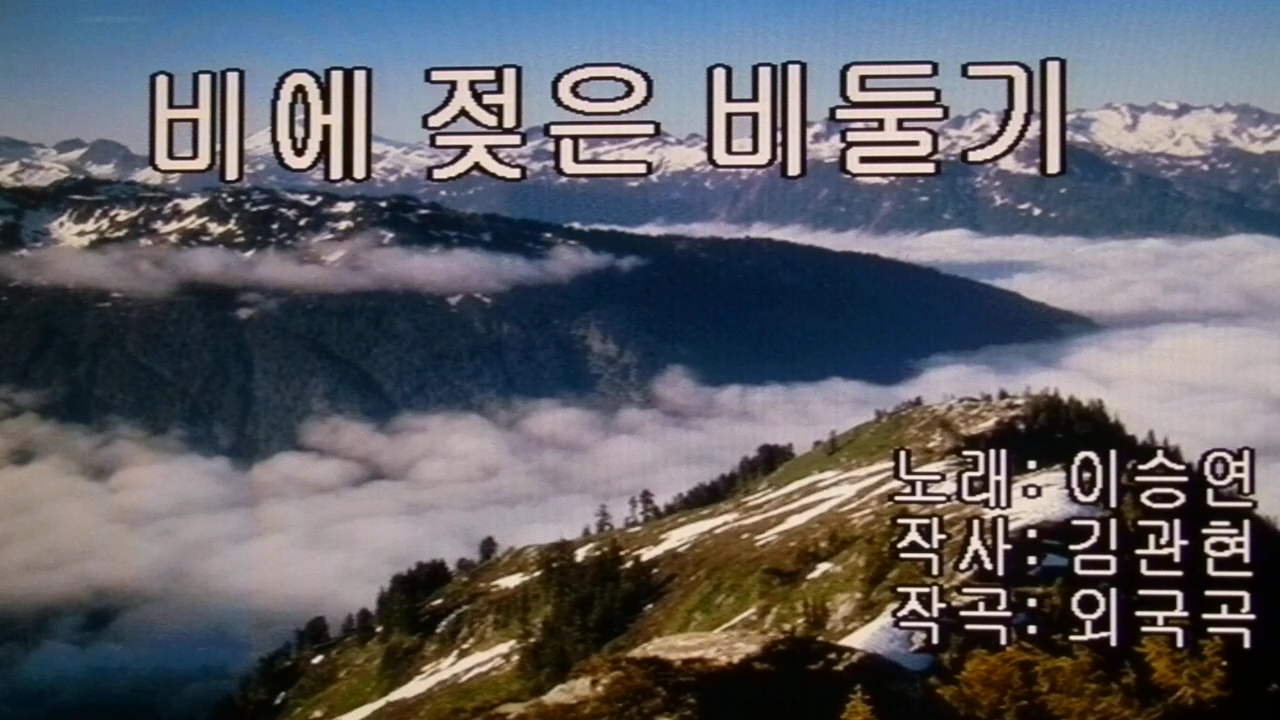 비에 젖은 비둘기
노래: 이승연
작사: 김관현
작곡: 외국곡